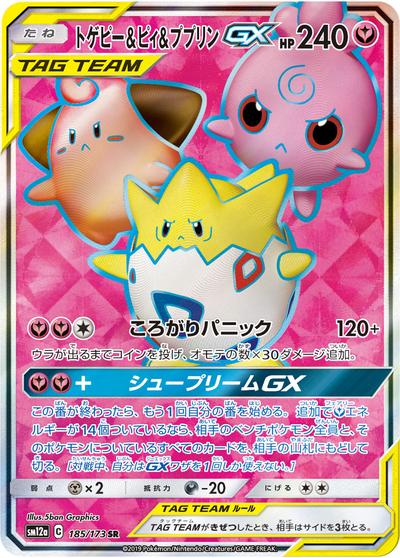 たね トゲピー&ピィ&ププリンGX HP 240
TAG TEAM
ころがりパニック 120+
ウラが出るまでコインを投げ、オモテの数×30ダメージ追加。
+ シュープリームGX
この番が終わったら、もう1回自分の番を始める。追加でエネ
ルギーが14個ついているなら、相手のベンチポケモン全員と、そ
のポケモンについているすべてのカードを、相手の山札にもどして
切る。[対戦中、自分はGXワザを1回しか使えない。]
弱点 ×2 抵抗力 -20 にげる
Illus. 5ban Graphics
sm12a C 185/173 SR
TAG TEAM ルール
TAG TEAMがきぜつしたとき、相手はサイドを3枚とる。
©2019 Pokémon/Nintendo/Creatures/GAME FREAK.